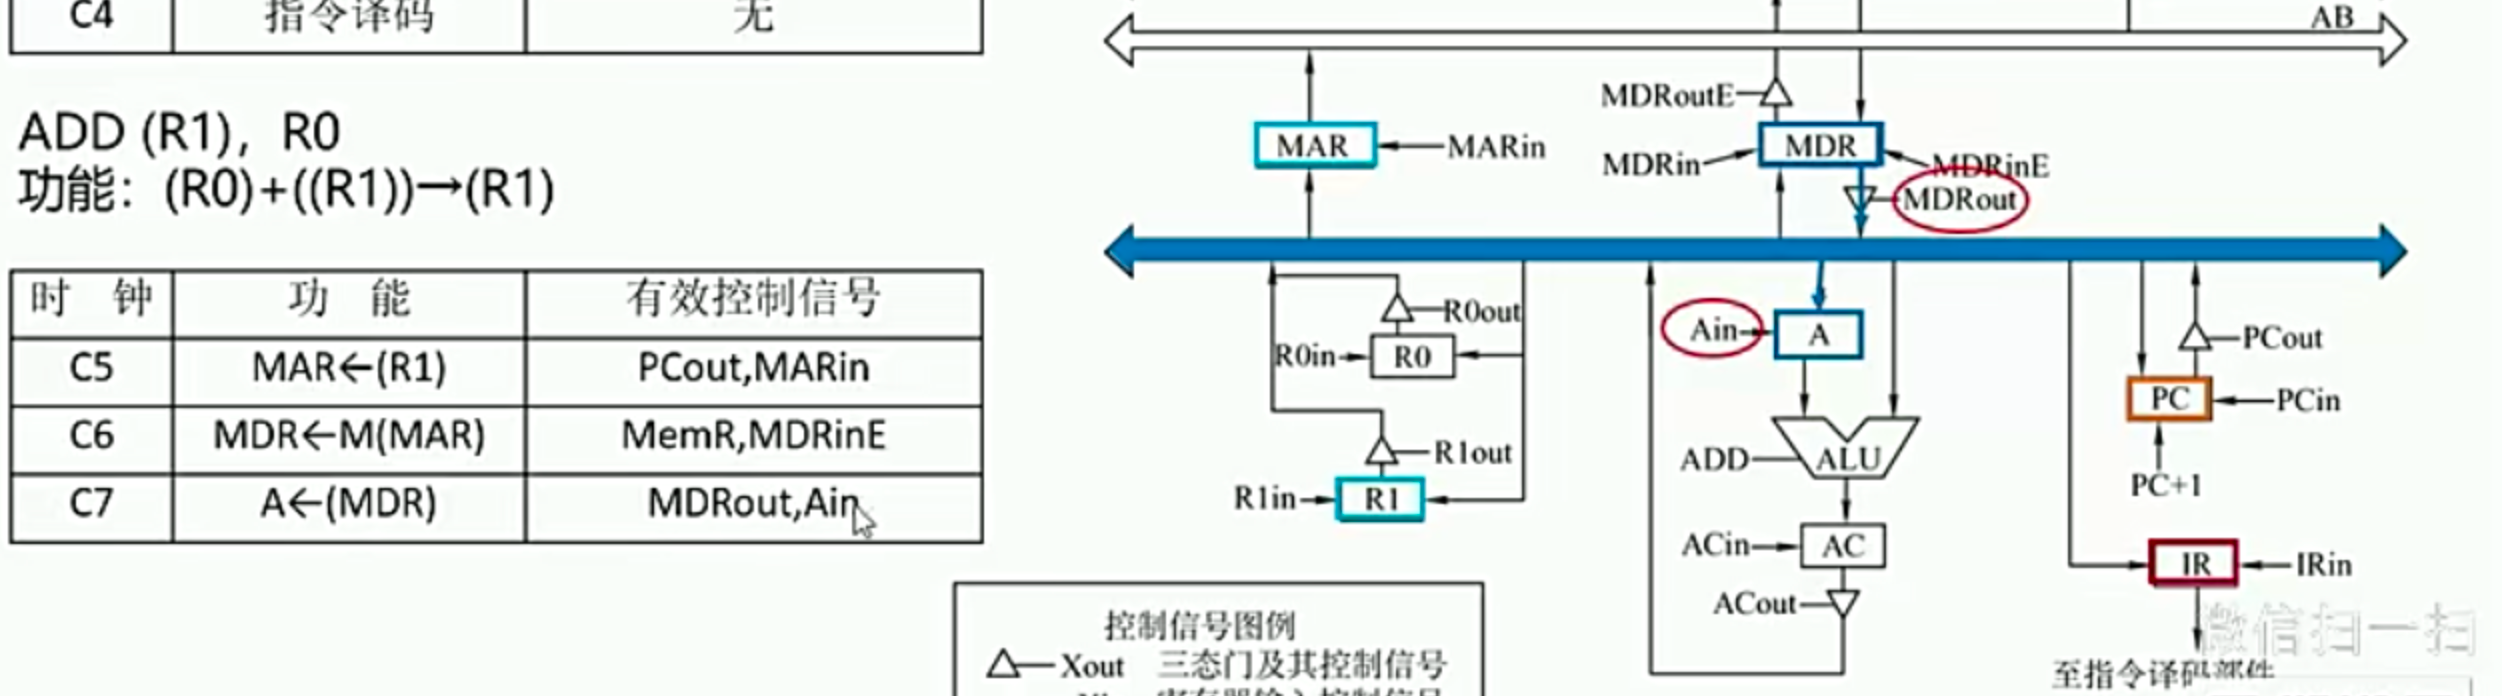 C4 指令译码 无
AB
ADD (R1)，R0
功能：(R0)+((R1))→(R1)
时 钟 功 能 有效控制信号
C5 MAR←(R1) PCout,MARin
C6 MDR←M(MAR) MemR,MDRinE
C7 A←(MDR) MDRout,Ain
MDRoutE
MAR
MARin
MDRin
MDR
MDRinE
MDRout
R0out
R0in
R0
R1out
R1in
R1
Ain
A
ADD
ALU
ACin
AC
ACout
PCout
PC
PCin
PC+1
IR
IRin
微信扫一扫
至指令译码部件
控制信号图例
Xout 三态门及其控制信号